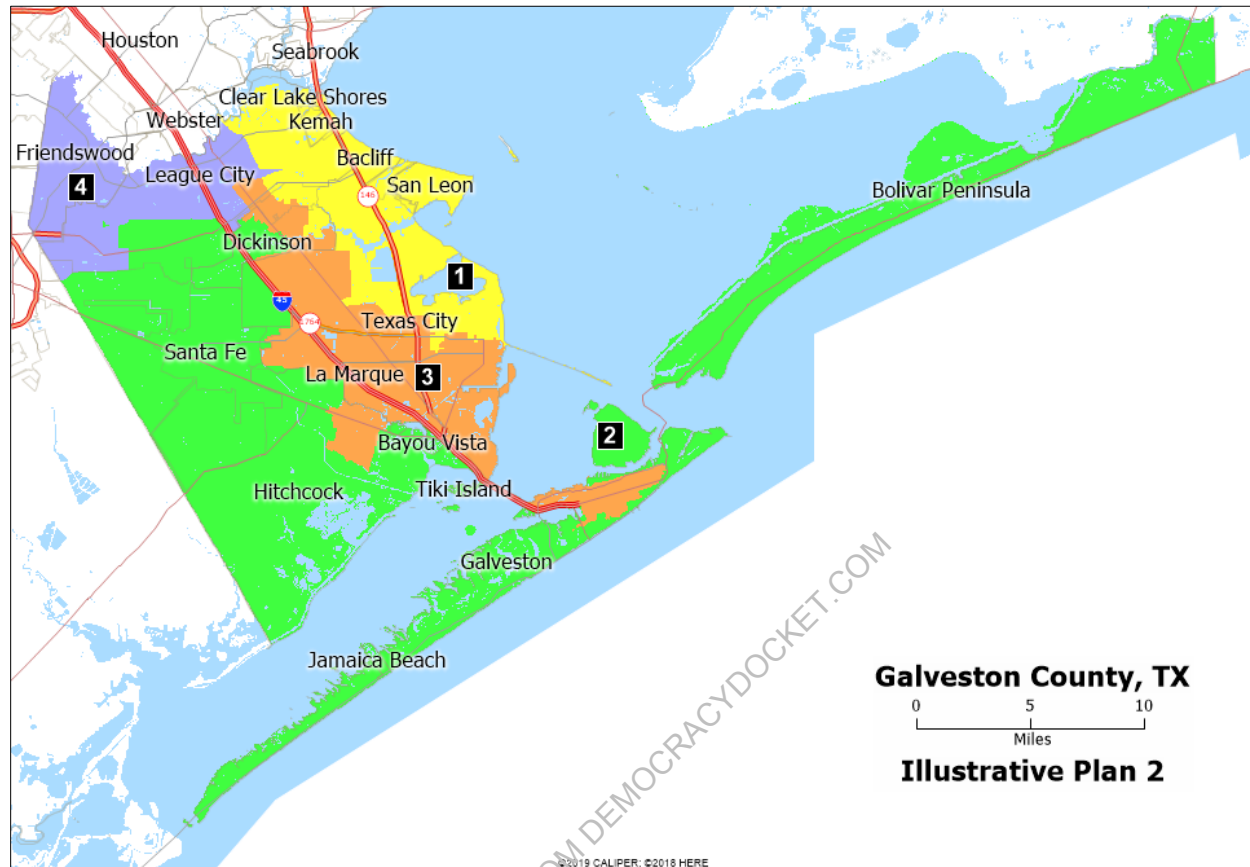 Houston
Seabrook
Clear Lake Shores
Webster
Kemah
Friendswood
Bacliff
League City
San Leon
4
146
Bolivar Peninsula
Dickinson
1
45
1764
Texas City
Santa Fe
La Marque
3
2
Bayou Vista
Hitchcock
Tiki Island
Galveston
Jamaica Beach
Galveston County, TX
0 5 10
Miles
Illustrative Plan 2
OM DEMOCRACYDOCKET.COM
©2019 CALIPER; ©2018 HERE